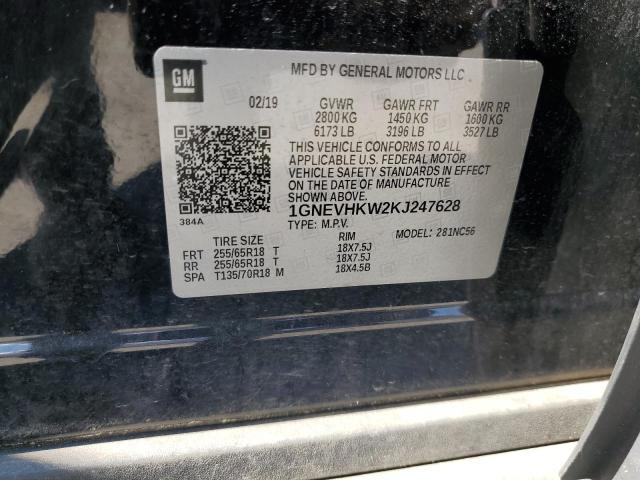 GM
MFD BY GENERAL MOTORS LLC
02/19 GVWR GAWR FRT GAWR RR
2800 KG 1450 KG 1600 KG
6173 LB 3196 LB 3527 LB
THIS VEHICLE CONFORMS TO ALL
APPLICABLE U.S. FEDERAL MOTOR
VEHICLE SAFETY STANDARDS IN EFFECT
ON THE DATE OF MANUFACTURE
SHOWN ABOVE.
384A 1GNEVHKW2KJ247628
TYPE: M.P.V. MODEL: 281NC56
TIRE SIZE RIM
FRT 255/65R18 T 18X7.5J
RR 255/65R18 T 18X7.5J
SPA T135/70R18 M 18X4.5B